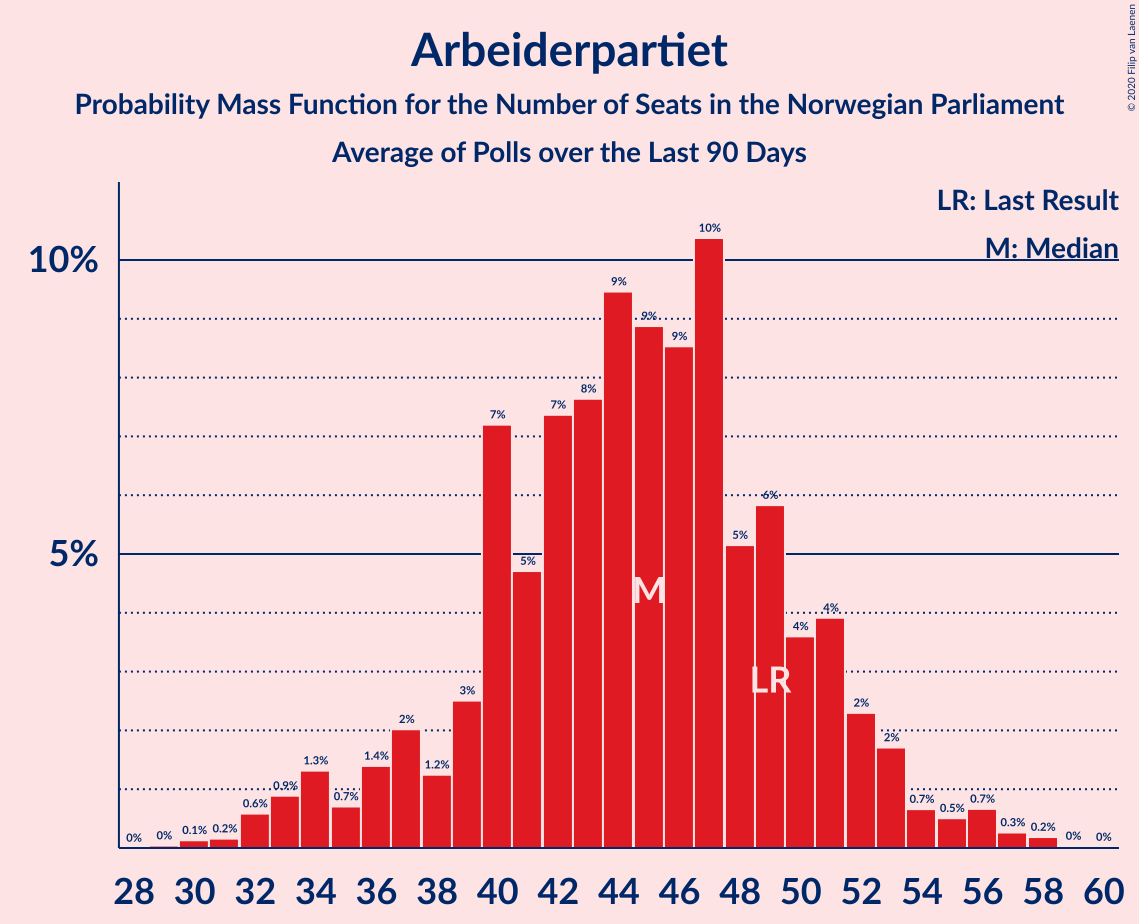 Arbeiderpartiet
Probability Mass Function for the Number of Seats in the Norwegian Parliament
Average of Polls over the Last 90 Days
© 2020 Filip van Laenen
LR: Last Result
M: Median
10%
5%
0% 0% 0.1% 0.2% 0.6% 0.9% 1.3% 0.7% 1.4% 2% 1.2% 3% 7% 5% 7% 8% 9% 9% 9% 10% 5% 6% 4% 4% 2% 2% 0.7% 0.5% 0.7% 0.3% 0.2% 0% 0%
M
LR
28 30 32 34 36 38 40 42 44 46 48 50 52 54 56 58 60